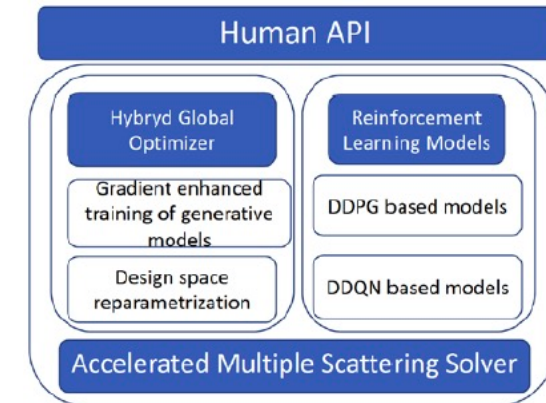 Human API
Hybryd Global
Optimizer
Gradient enhanced
training of generative
models
Design space
reparametrization
Reinforcement
Learning Models
DDPG based models
DDQN based models
Accelerated Multiple Scattering Solver